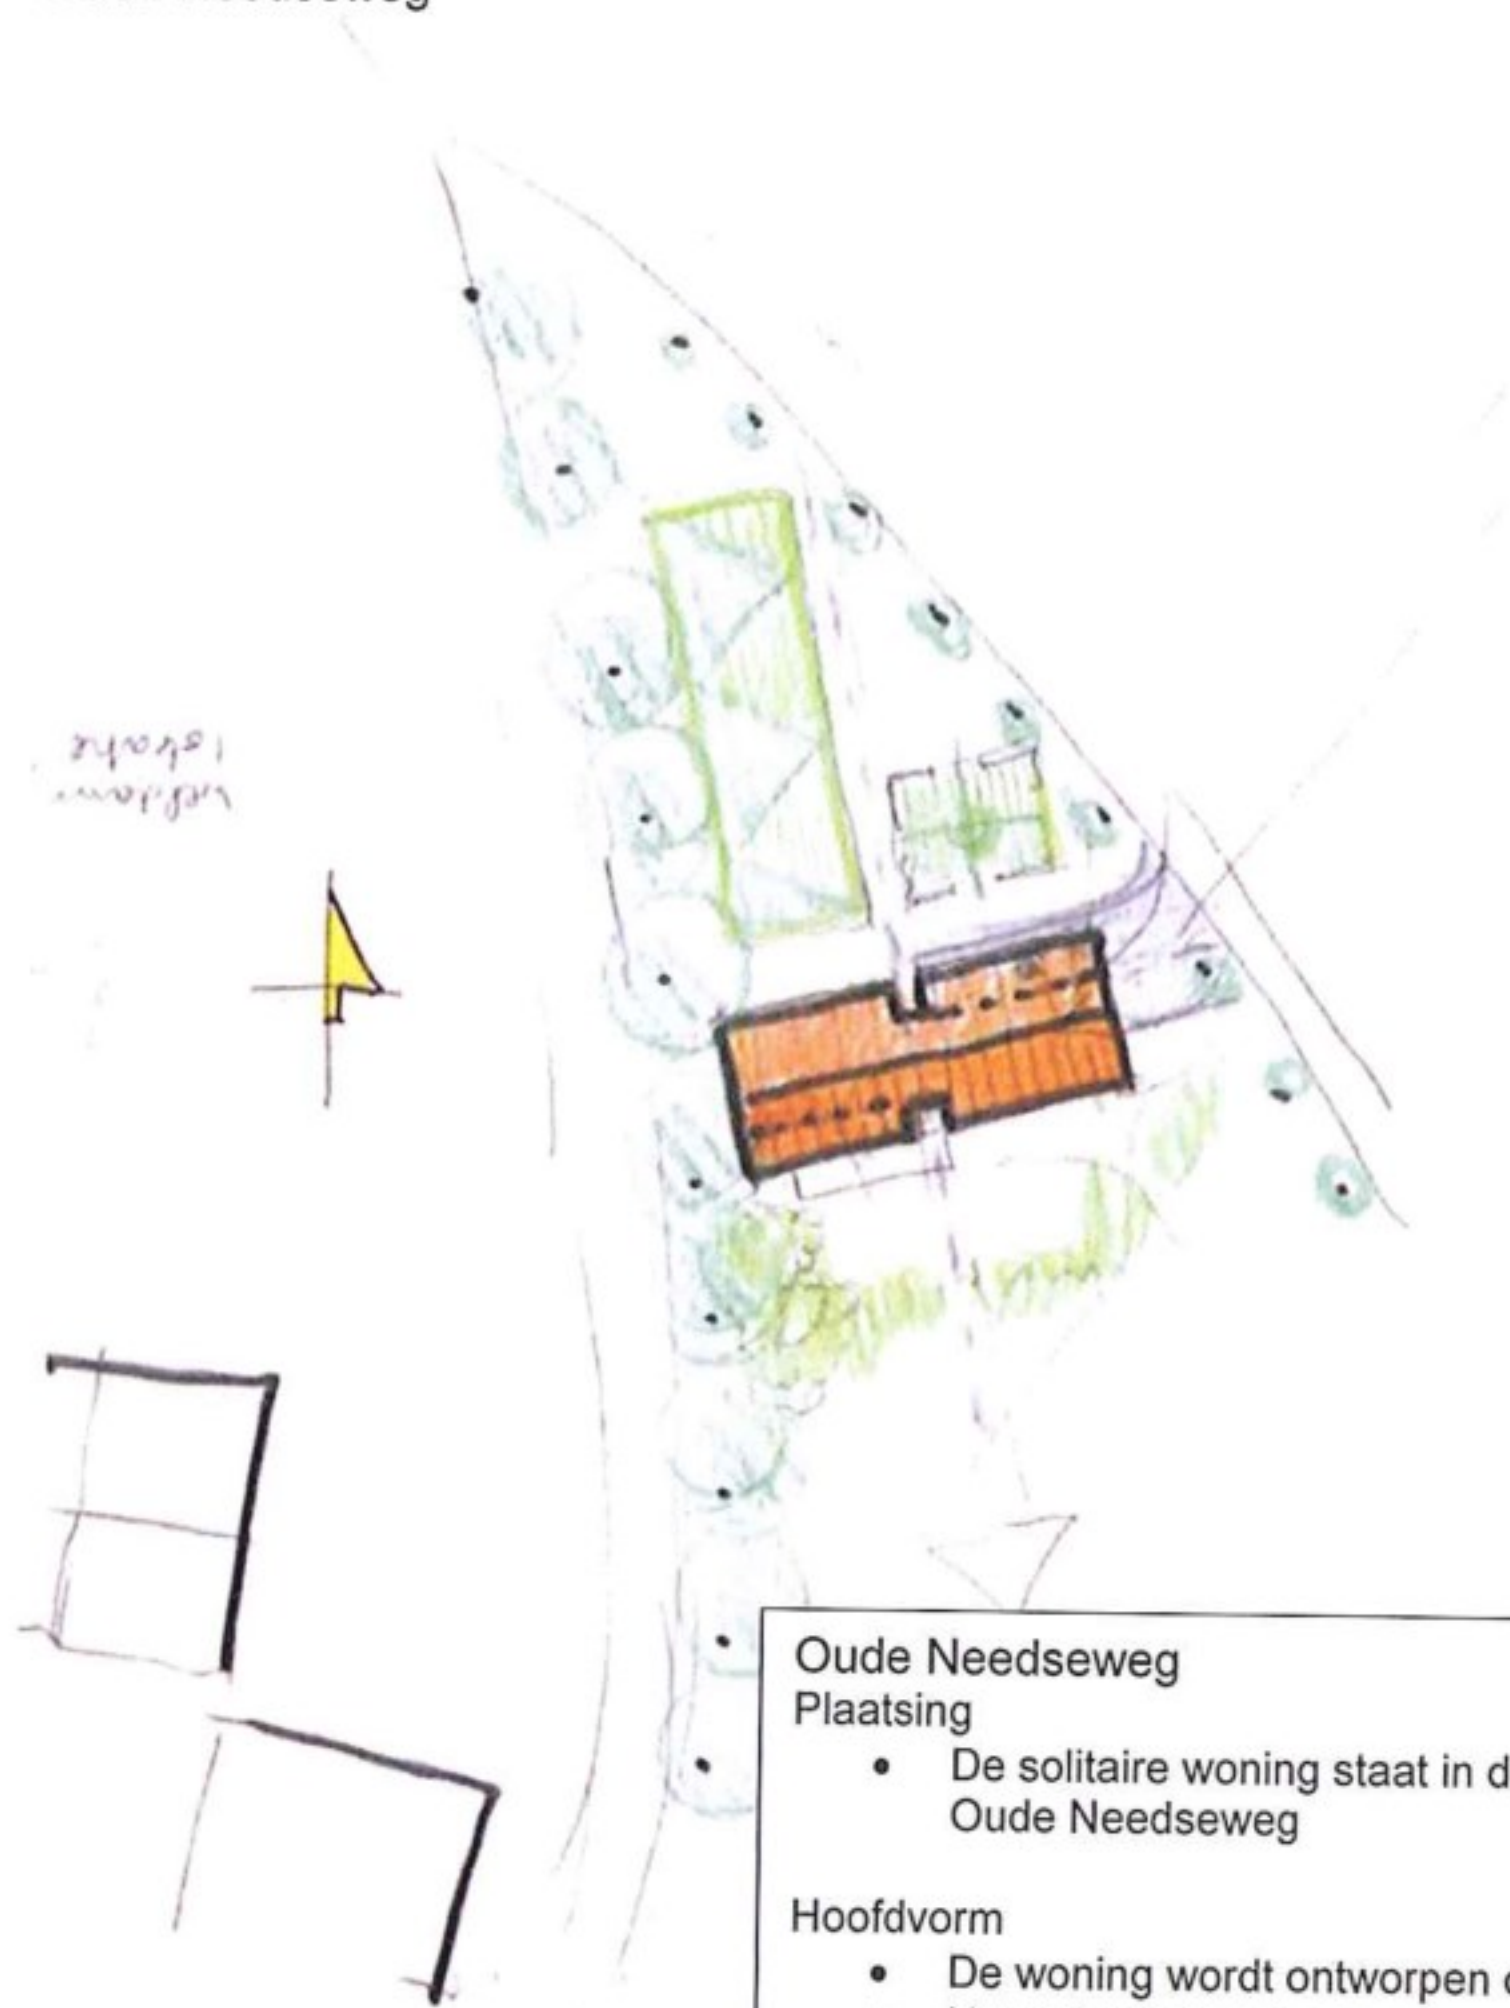 Oude Needseweg
Plaatsing
• De solitaire woning staat in d
Oude Needseweg
Hoofdvorm
• De woning wordt ontworpen